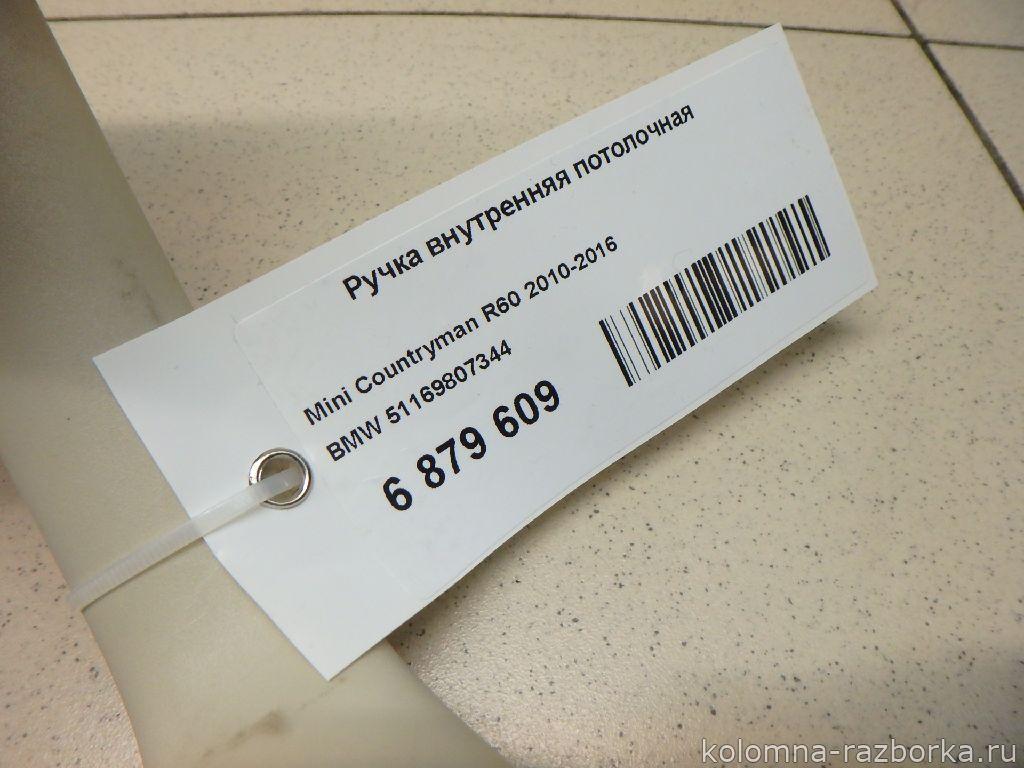 Ручка внутренняя потолочная
Mini Countryman R60 2010-2016
BMW 51169807344
6 879 609
kolomna-razborka.ru